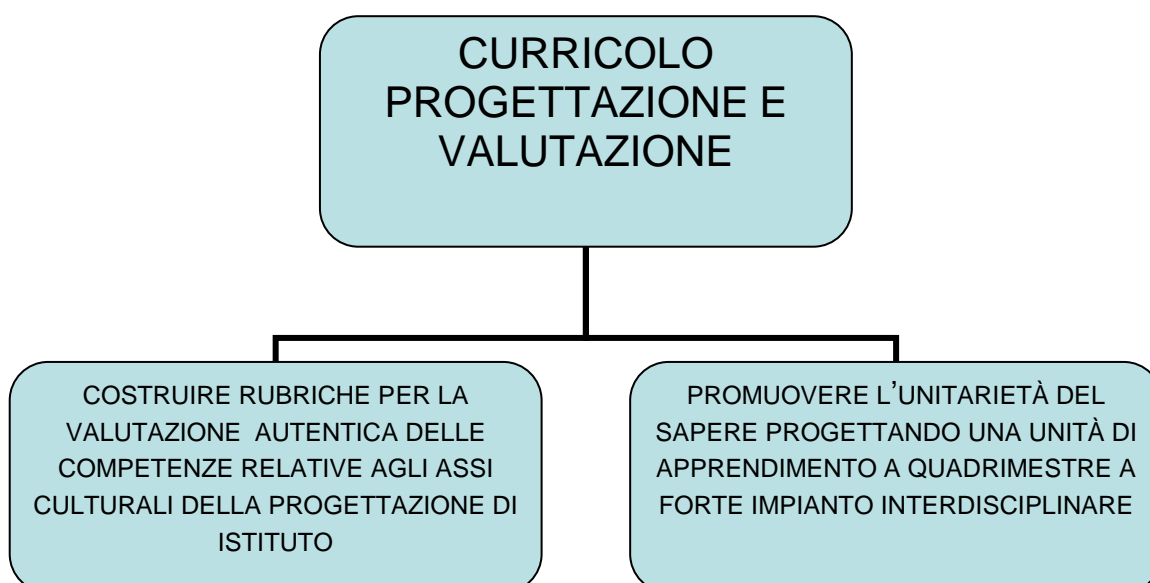 CURRICOLO
PROGETTAZIONE E
VALUTAZIONE
COSTRUIRE RUBRICHE PER LA
VALUTAZIONE AUTENTICA DELLE
COMPETENZE RELATIVE AGLI ASSI
CULTURALI DELLA PROGETTAZIONE DI
ISTITUTO
PROMUOVERE L'UNITARIETÀ DEL
SAPERE PROGETTANDO UNA UNITÀ DI
APPRENDIMENTO A QUADRIMESTRE A
FORTE IMPIANTO INTERDISCIPLINARE